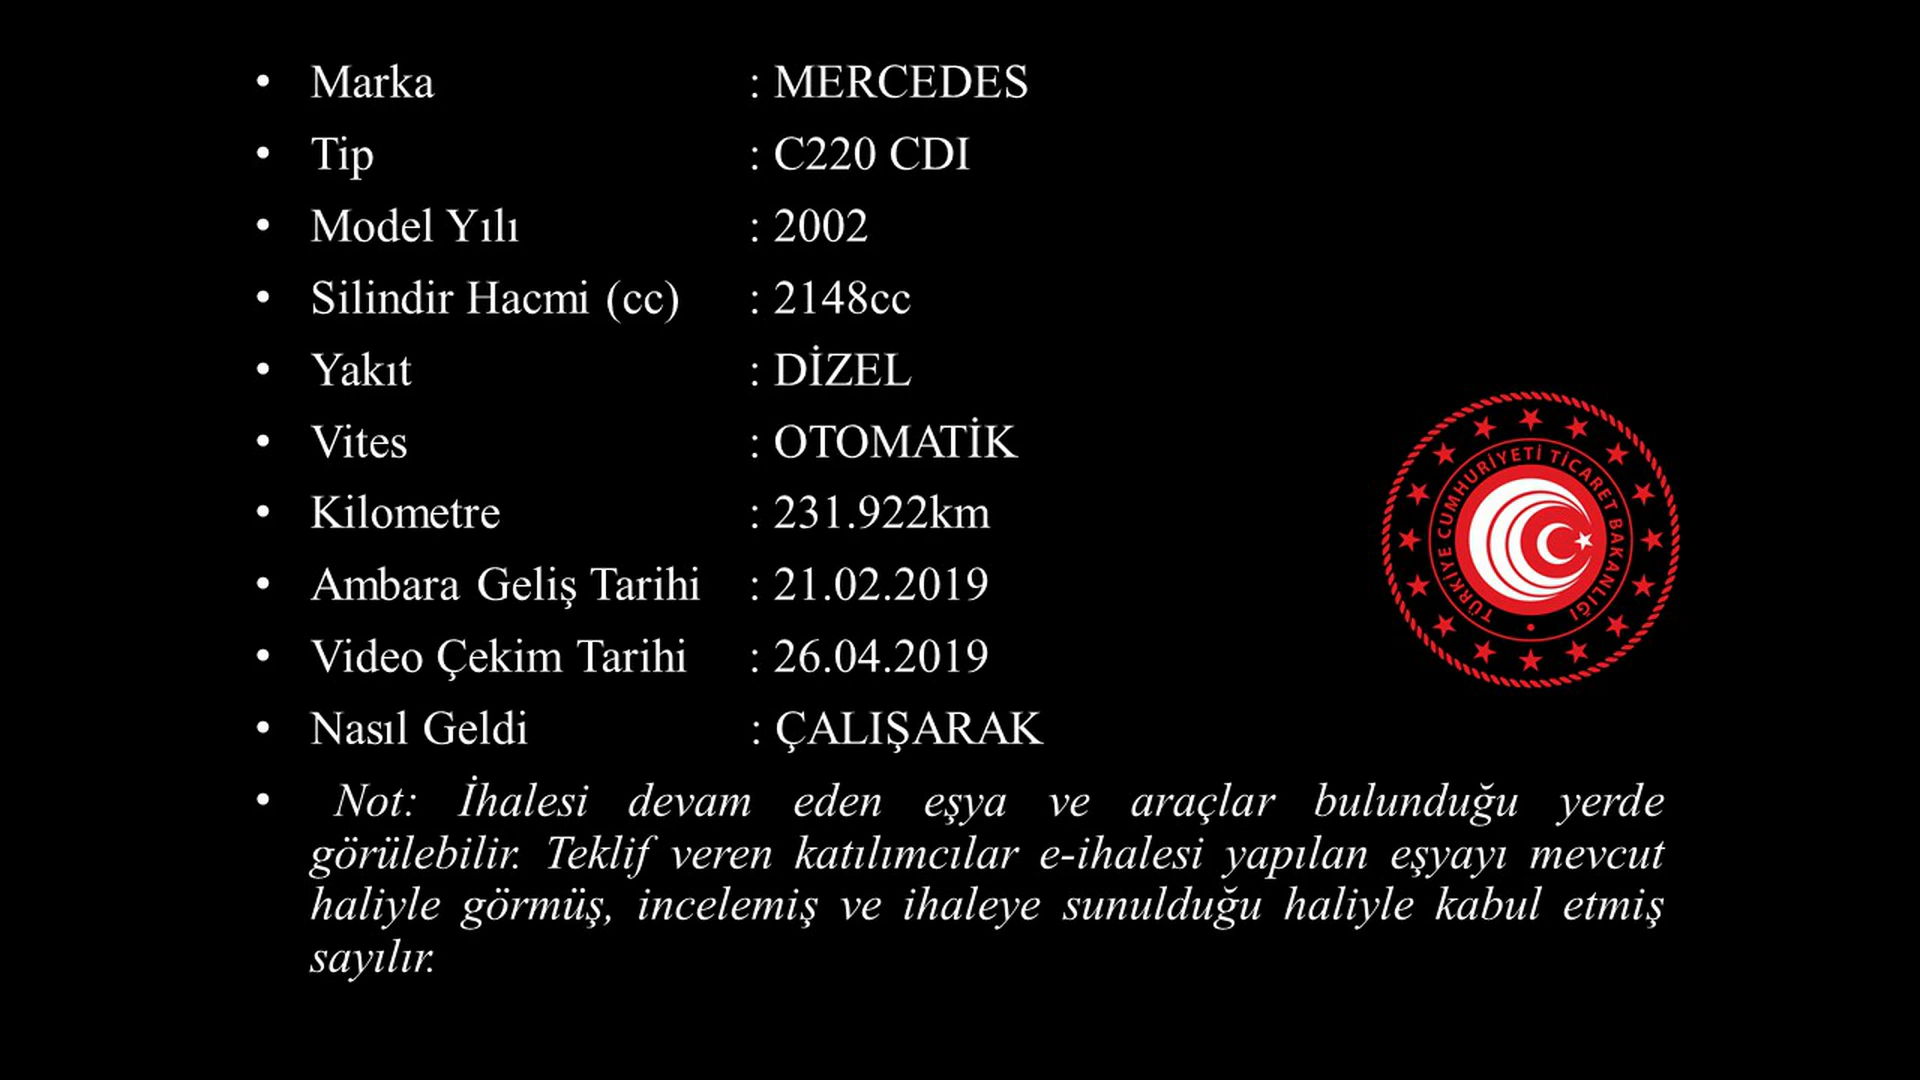 • Marka : MERCEDES
• Tip : C220 CDI
• Model Yılı : 2002
• Silindir Hacmi (cc) : 2148cc
• Yakıt : DİZEL
• Vites : OTOMATİK
• Kilometre : 231.922km
• Ambara Geliş Tarihi : 21.02.2019
• Video Çekim Tarihi : 26.04.2019
• Nasıl Geldi : ÇALIŞARAK
• Not: İhalesi devam eden eşya ve araçlar bulunduğu yerde
görülebilir. Teklif veren katılımcılar e-ihalesi yapılan eşyayı mevcut
haliyle görmüş, incelemiş ve ihaleye sunulduğu haliyle kabul etmiş
sayılır.
TÜRKİYE CUMHURİYETİ TİCARET BAKANLIĞI